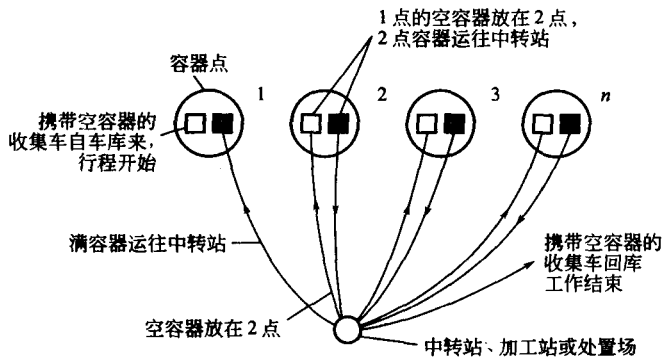 1点的空容器放在2点，
2点容器运往中转站
容器点
1
2
3
n
携带空容器的
收集车自车库来，
行程开始
满容器运往中转站
携带空容器的
收集车回库
工作结束
空容器放在2点
中转站、加工站或处置场